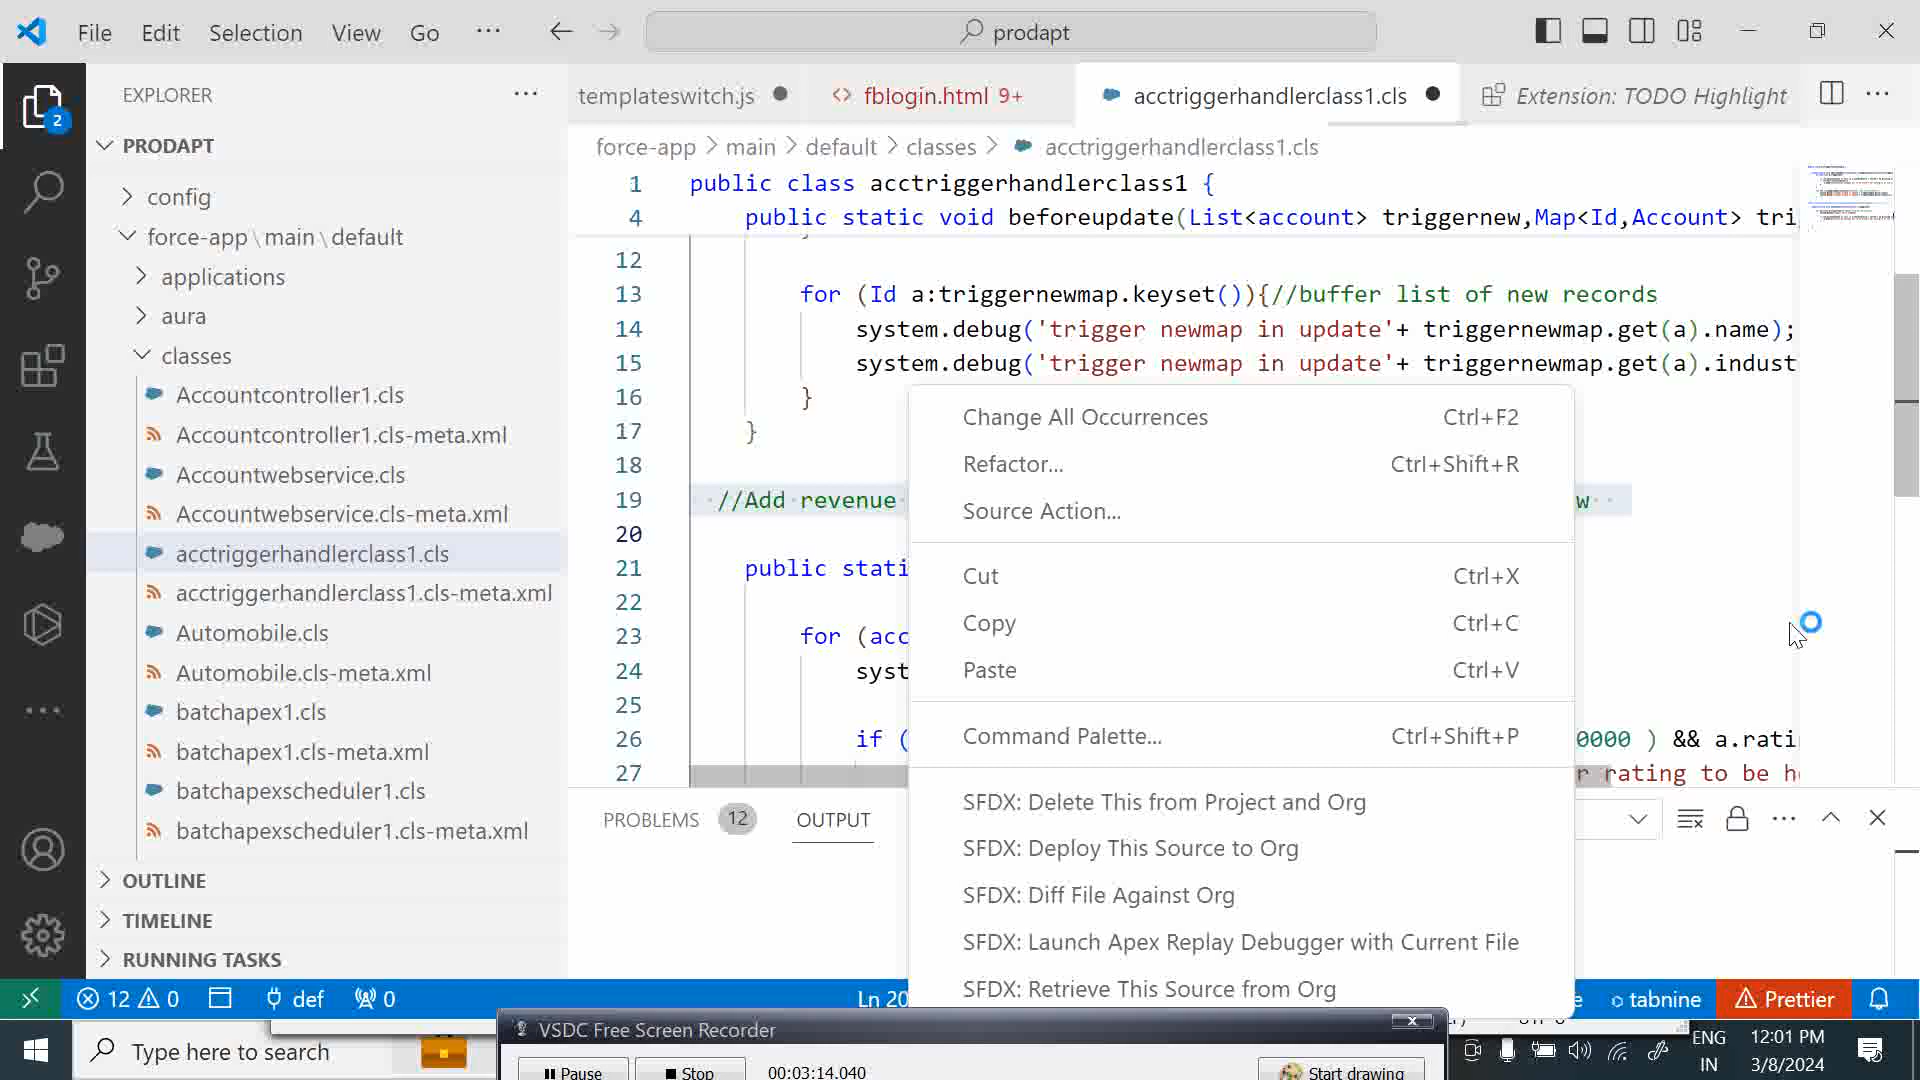 File Edit Selection View Go ··· prodapt
EXPLORER ···
PRODAPT
config
force-app\main\default
applications
aura
classes
Accountcontroller1.cls
Accountcontroller1.cls-meta.xml
Accountwebservice.cls
Accountwebservice.cls-meta.xml
acctriggerhandlerclass1.cls
acctriggerhandlerclass1.cls-meta.xml
Automobile.cls
Automobile.cls-meta.xml
batchapex1.cls
batchapex1.cls-meta.xml
batchapexscheduler1.cls
batchapexscheduler1.cls-meta.xml
OUTLINE
TIMELINE
RUNNING TASKS
2
templateswitch.js fblogin.html 9+ acctriggerhandlerclass1.cls Extension: TODO Highlight
force-app > main > default > classes > acctriggerhandlerclass1.cls
1 public class acctriggerhandlerclass1 {
4 public static void beforeupdate(List<account> triggernew,Map<Id,Account> tri
12
13 for (Id a:triggernewmap.keyset()){//buffer list of new records
14 system.debug('trigger newmap in update'+ triggernewmap.get(a).name);
15 system.debug('trigger newmap in update'+ triggernewmap.get(a).indust
16 }
17 }
18
19 //Add revenue w
20
21 public stati
22
23 for (acc
24 syst
25
26 if ( 0000 ) && a.rati
27 r rating to be h
Change All Occurrences Ctrl+F2
Refactor... Ctrl+Shift+R
Source Action...
Cut Ctrl+X
Copy Ctrl+C
Paste Ctrl+V
Command Palette... Ctrl+Shift+P
SFDX: Delete This from Project and Org
SFDX: Deploy This Source to Org
SFDX: Diff File Against Org
SFDX: Launch Apex Replay Debugger with Current File
SFDX: Retrieve This Source from Org
PROBLEMS 12 OUTPUT
12 0 def 0 Ln 20 tabnine Prettier
VSDC Free Screen Recorder
Pause Stop 00:03:14.040 Start drawing
Type here to search
ENG
IN
12:01 PM
3/8/2024